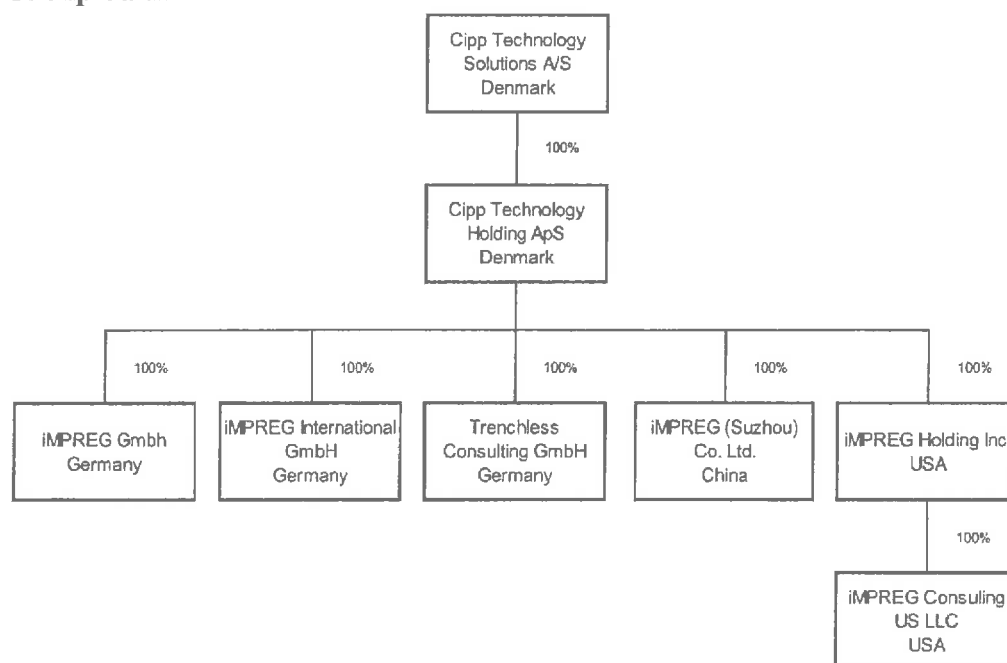 Cipp Technology
Solutions A/S
Denmark
100%
Cipp Technology
Holding ApS
Denmark
100%
100%
100%
100%
100%
iMPREG Gmbh
Germany
iMPREG International
GmbH
Germany
Trenchless
Consulting GmbH
Germany
iMPREG (Suzhou)
Co. Ltd.
China
iMPREG Holding Inc
USA
100%
iMPREG Consuling
US LLC
USA